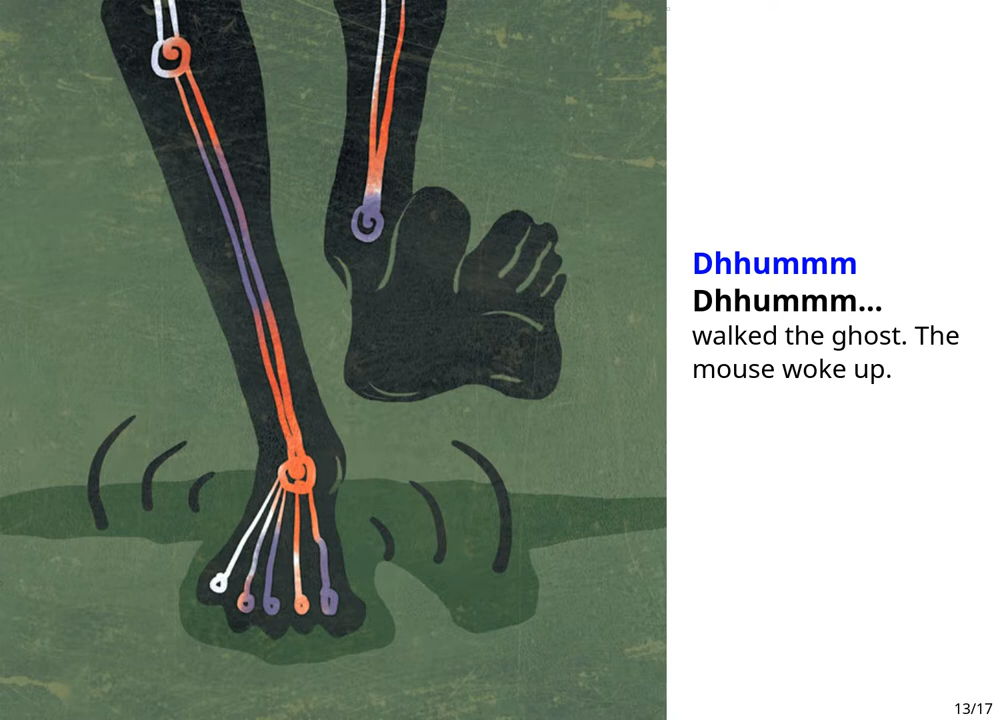 Dhhummm
Dhhummm...
walked the ghost. The
mouse woke up.
13/17